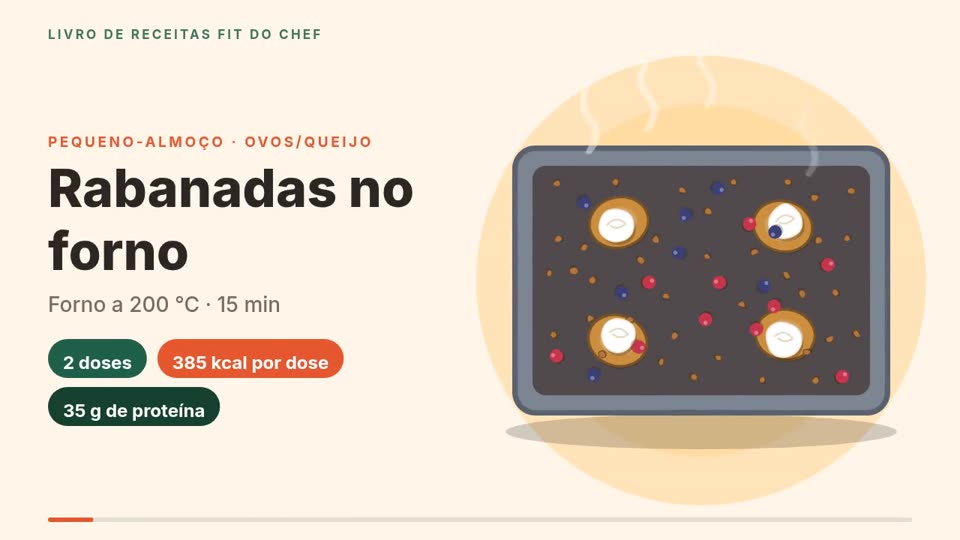 LIVRO DE RECEITAS FIT DO CHEF
PEQUENO-ALMOÇO · OVOS/QUEIJO
Rabanadas no
forno
Forno a 200 °C · 15 min
2 doses
385 kcal por dose
35 g de proteína